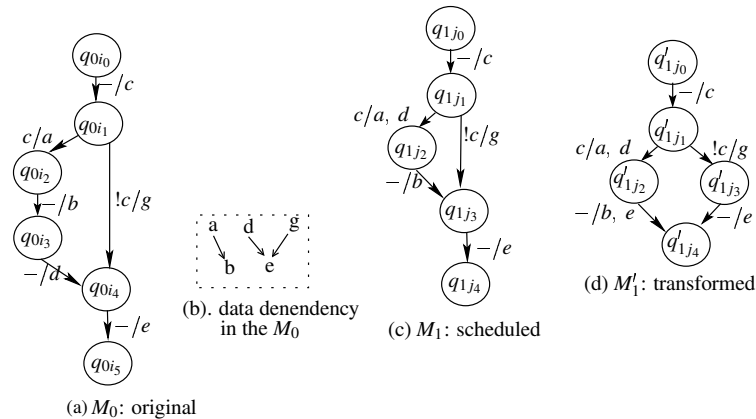 q0i0
−/c
q0i1
c/a
q0i2
−/b
!c/g
q0i3
−/d
q0i4
−/e
q0i5
(a) M0: original
a d g
b e
(b). data denendency
in the M0
q1j0
−/c
q1j1
c/a, d
q1j2
!c/g
−/b
q1j3
−/e
q1j4
(c) M1: scheduled
q′1j0
−/c
q′1j1
c/a, d
!c/g
q′1j2
q′1j3
−/b, e
−/e
q′1j4
(d) M′1: transformed